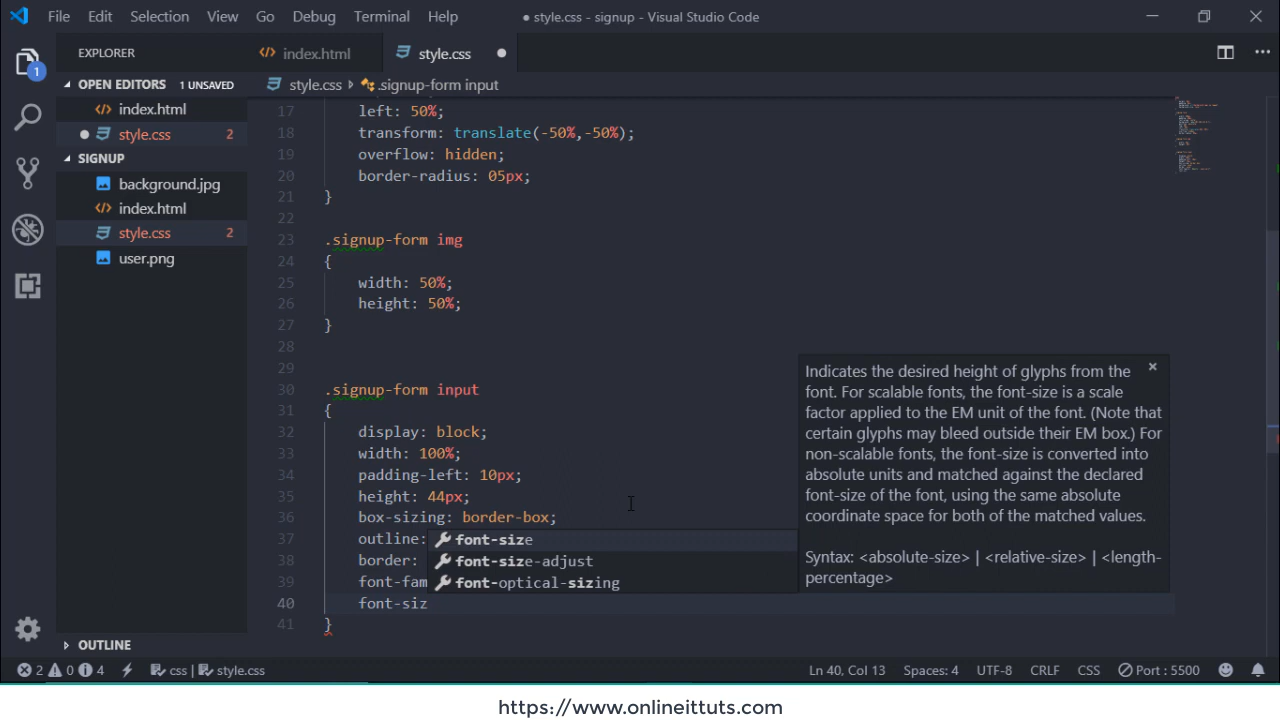 File Edit Selection View Go Debug Terminal Help
● style.css - signup - Visual Studio Code
EXPLORER
index.html
style.css
OPEN EDITORS 1 UNSAVED
index.html
style.css 2
SIGNUP
background.jpg
index.html
style.css 2
user.png
OUTLINE
1
style.css .signup-form input
17 left: 50%;
18 transform: translate(-50%,-50%);
19 overflow: hidden;
20 border-radius: 05px;
21 }
22
23 .signup-form img
24 {
25 width: 50%;
26 height: 50%;
27 }
28
29
30 .signup-form input
31 {
32 display: block;
33 width: 100%;
34 padding-left: 10px;
35 height: 44px;
36 box-sizing: border-box;
37 outline:
38 border:
39 font-fam
40 font-siz
41 }
font-size
font-size-adjust
font-optical-sizing
Indicates the desired height of glyphs from the
font. For scalable fonts, the font-size is a scale
factor applied to the EM unit of the font. (Note that
certain glyphs may bleed outside their EM box.) For
non-scalable fonts, the font-size is converted into
absolute units and matched against the declared
font-size of the font, using the same absolute
coordinate space for both of the matched values.
Syntax: <absolute-size> | <relative-size> | <length-
percentage>
2 0 4 css | style.css
Ln 40, Col 13 Spaces: 4 UTF-8 CRLF CSS Port : 5500
https://www.onlineittuts.com